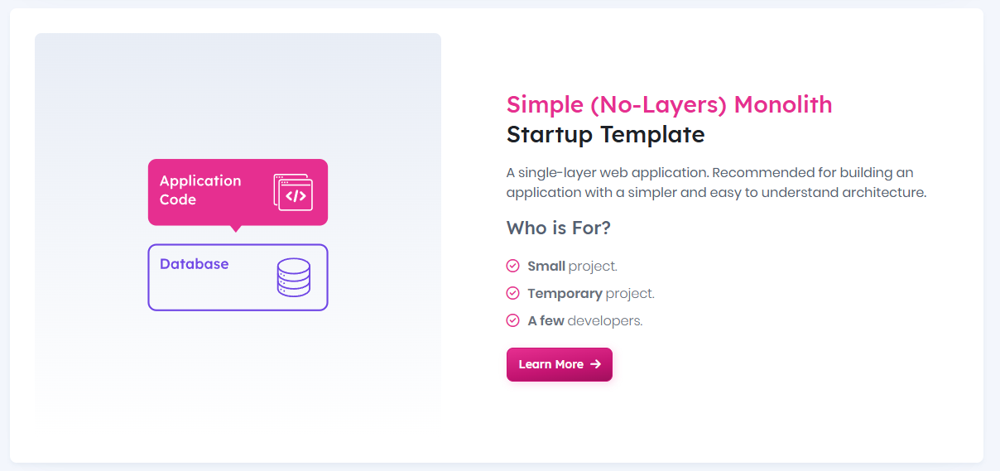 Application
Code
</>
Database
Simple (No-Layers) Monolith
Startup Template
A single-layer web application. Recommended for building an
application with a simpler and easy to understand architecture.
Who is For?
Small project.
Temporary project.
A few developers.
Learn More →